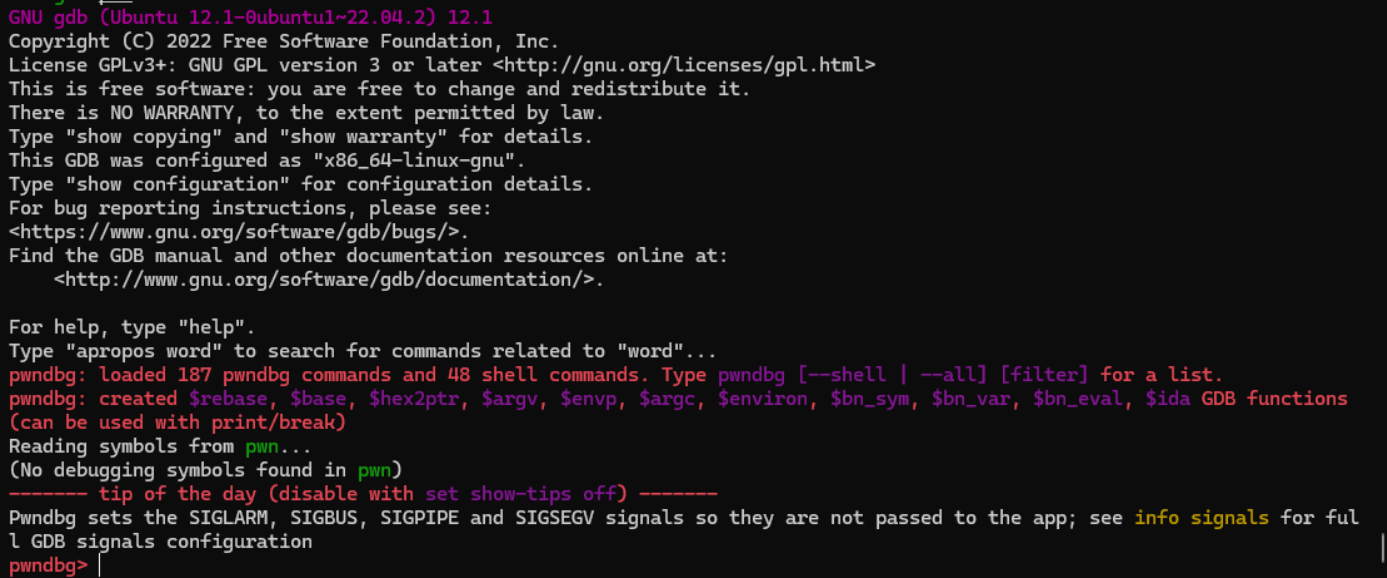 GNU gdb (Ubuntu 12.1-0ubuntu1~22.04.2) 12.1
Copyright (C) 2022 Free Software Foundation, Inc.
License GPLv3+: GNU GPL version 3 or later <http://gnu.org/licenses/gpl.html>
This is free software: you are free to change and redistribute it.
There is NO WARRANTY, to the extent permitted by law.
Type "show copying" and "show warranty" for details.
This GDB was configured as "x86_64-linux-gnu".
Type "show configuration" for configuration details.
For bug reporting instructions, please see:
<https://www.gnu.org/software/gdb/bugs/>.
Find the GDB manual and other documentation resources online at:
    <http://www.gnu.org/software/gdb/documentation/>.

For help, type "help".
Type "apropos word" to search for commands related to "word"...
pwndbg: loaded 187 pwndbg commands and 48 shell commands. Type pwndbg [--shell | --all] [filter] for a list.
pwndbg: created $rebase, $base, $hex2ptr, $argv, $envp, $argc, $environ, $bn_sym, $bn_var, $bn_eval, $ida GDB functions
(can be used with print/break)
Reading symbols from pwn...
(No debugging symbols found in pwn)
------- tip of the day (disable with set show-tips off) -------
Pwndbg sets the SIGLARM, SIGBUS, SIGPIPE and SIGSEGV signals so they are not passed to the app; see info signals for ful
l GDB signals configuration
pwndbg>